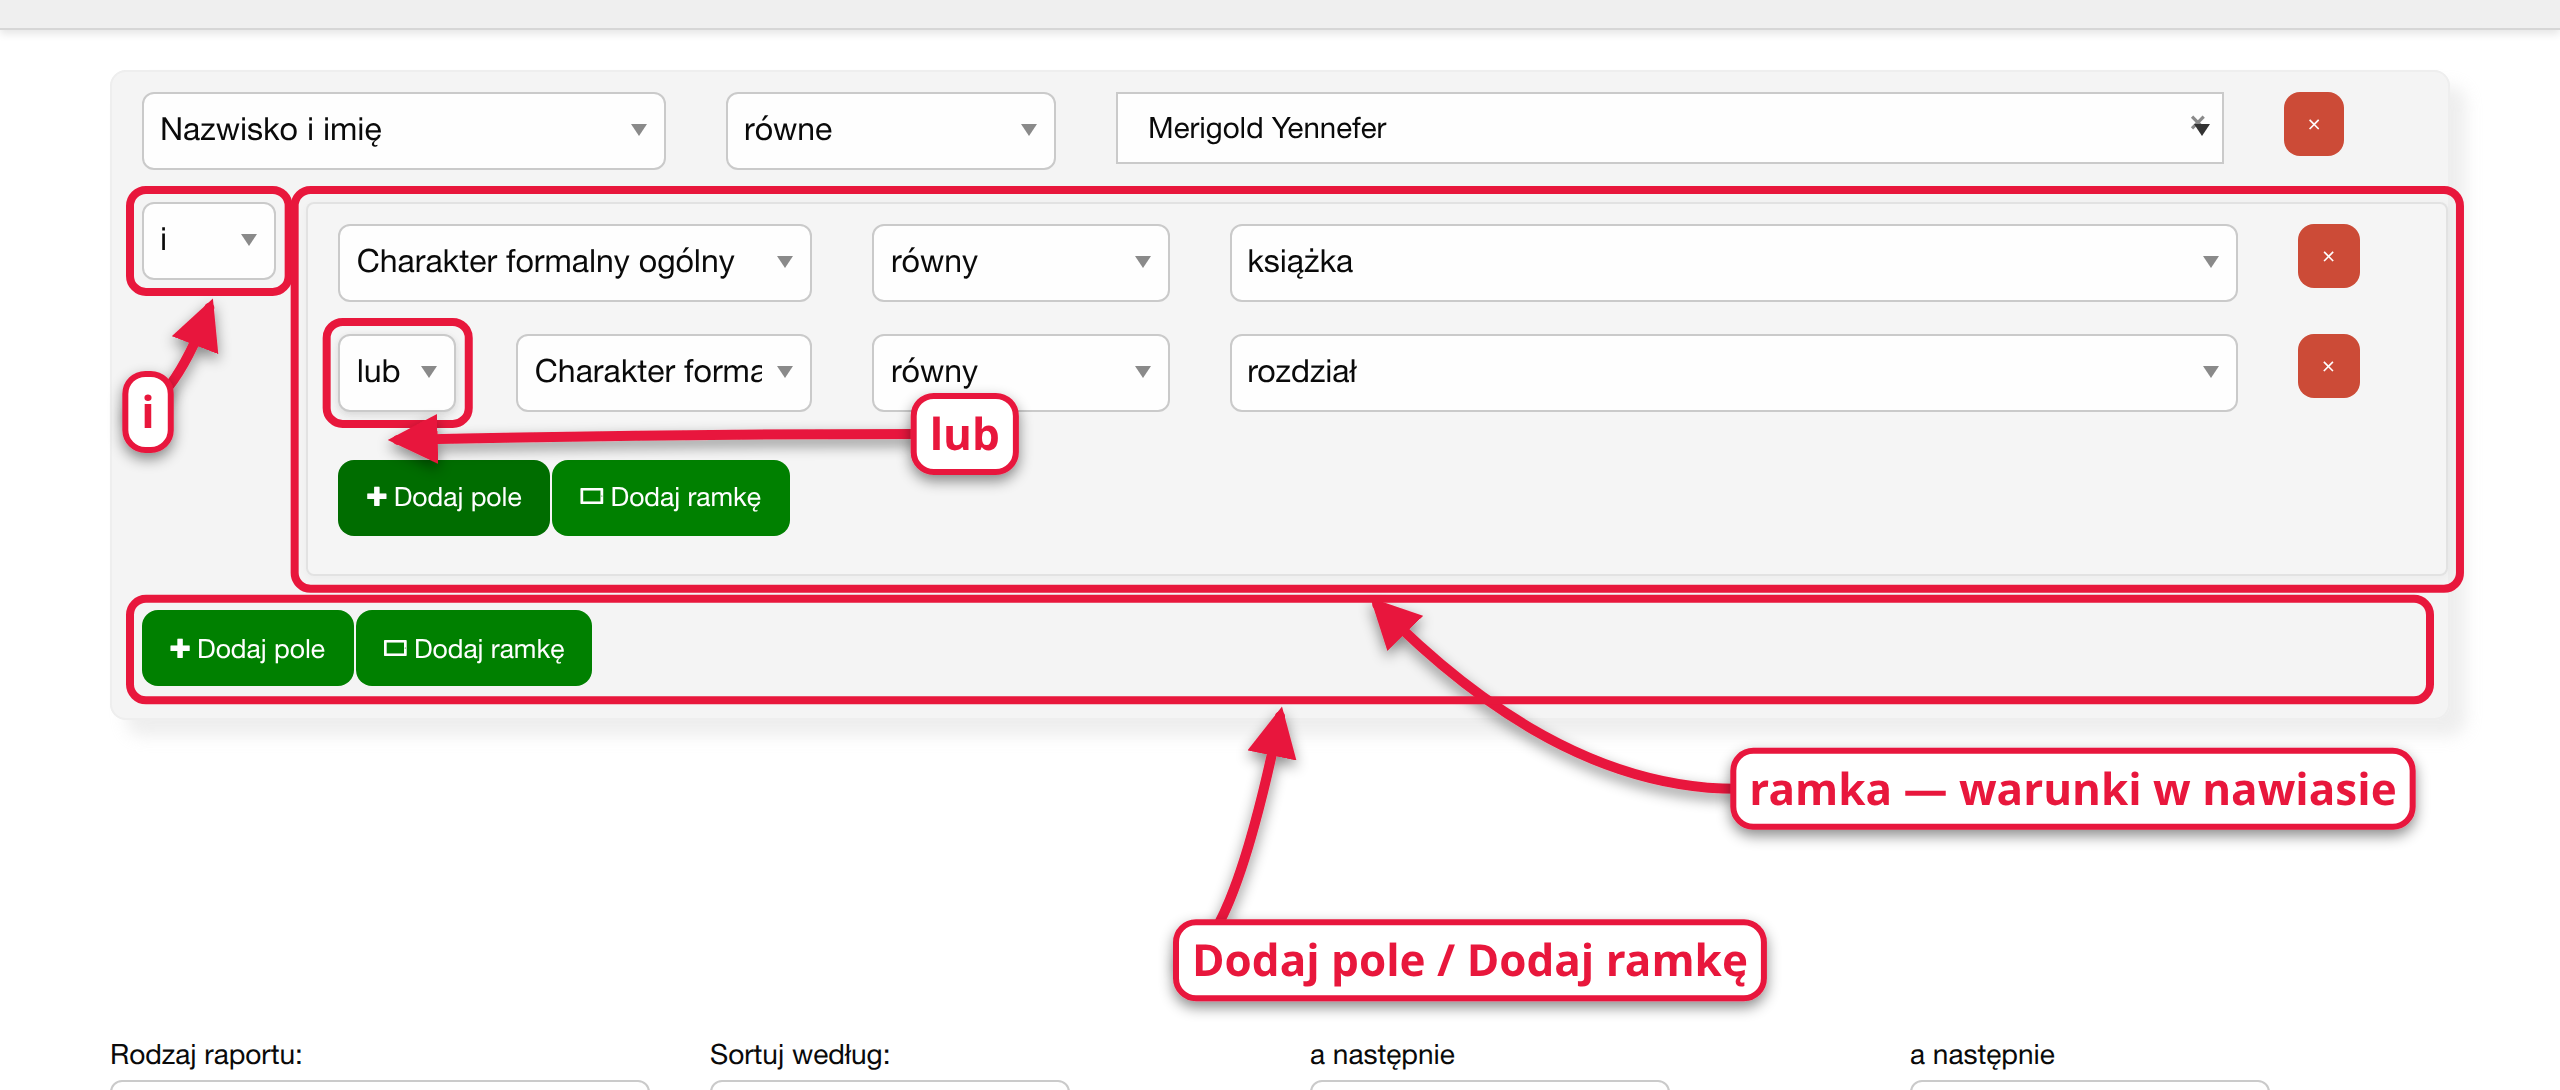 Nazwisko i imię równe Merigold Yennefer ×
i Charakter formalny ogólny równy książka ×
lub Charakter forma równy rozdział ×
i
lub
Dodaj pole Dodaj ramkę
Dodaj pole Dodaj ramkę
ramka — warunki w nawiasie
Dodaj pole / Dodaj ramkę
Rodzaj raportu: Sortuj według: a następnie a następnie